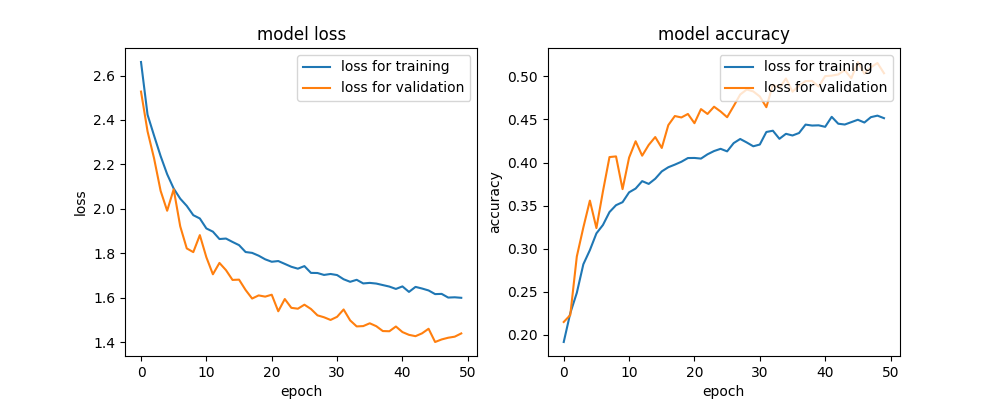 model loss
2.6
2.4
2.2
2.0
1.8
1.6
1.4
loss
0 10 20 30 40 50
epoch
loss for training
loss for validation
model accuracy
0.50
0.45
0.40
0.35
0.30
0.25
0.20
accuracy
0 10 20 30 40 50
epoch
loss for training
loss for validation